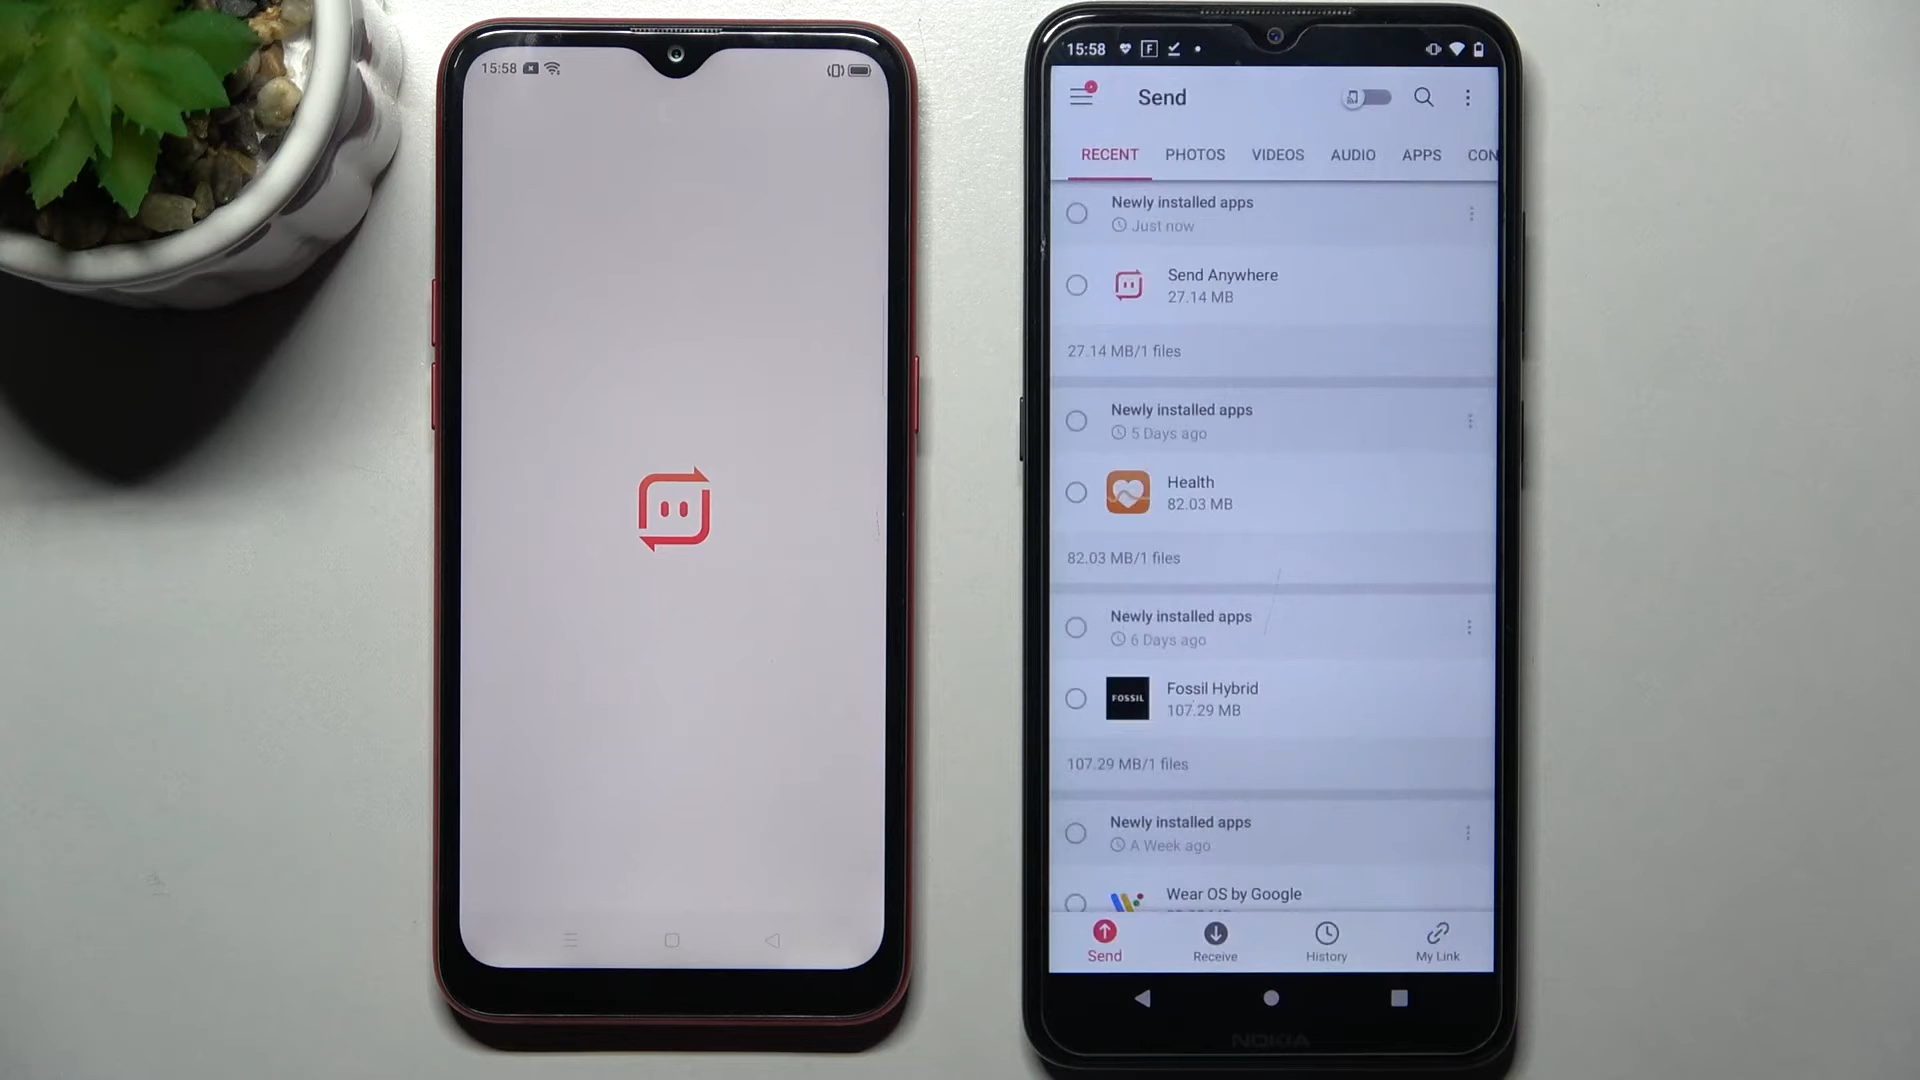 15:58
15:58
Send
RECENT
PHOTOS
VIDEOS
AUDIO
APPS
CON
Newly installed apps
Just now
Send Anywhere
27.14 MB
27.14 MB/1 files
Newly installed apps
5 Days ago
Health
82.03 MB
82.03 MB/1 files
Newly installed apps
6 Days ago
FOSSIL
Fossil Hybrid
107.29 MB
107.29 MB/1 files
Newly installed apps
A Week ago
Wear OS by Google
Send
Receive
History
My Link
NOKIA